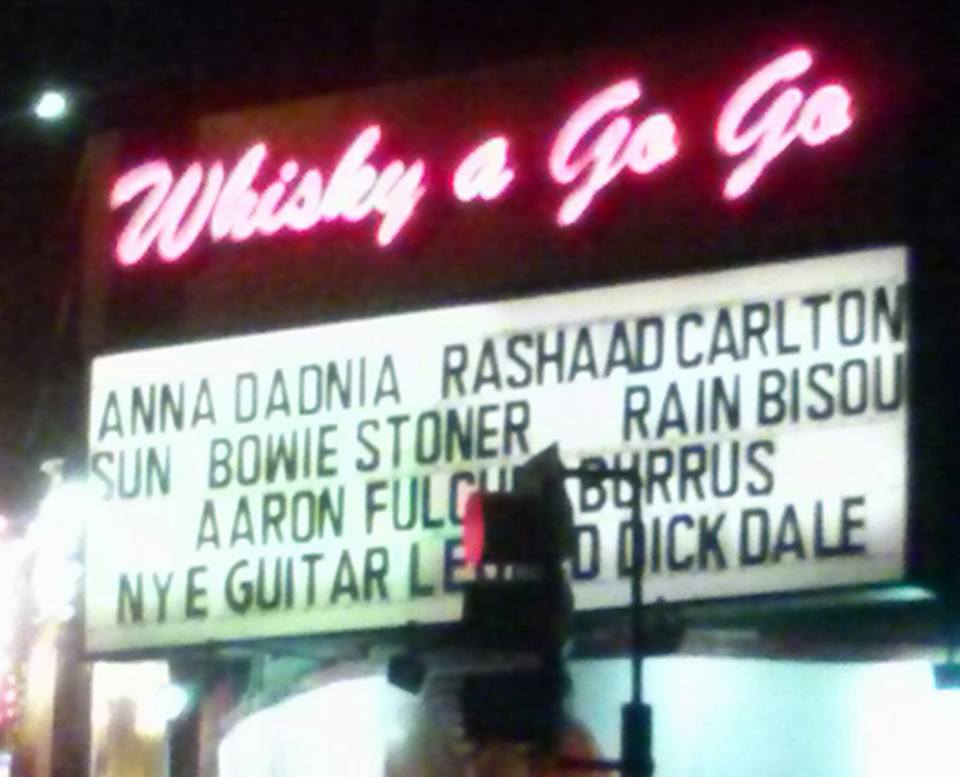 Whisky a Go Go
ANNA DADNIA RASHAAD CARLTON
SUN BOWIE STONER RAIN BISOU
AARON BURRUS
NYE GUITAR DICK DALE